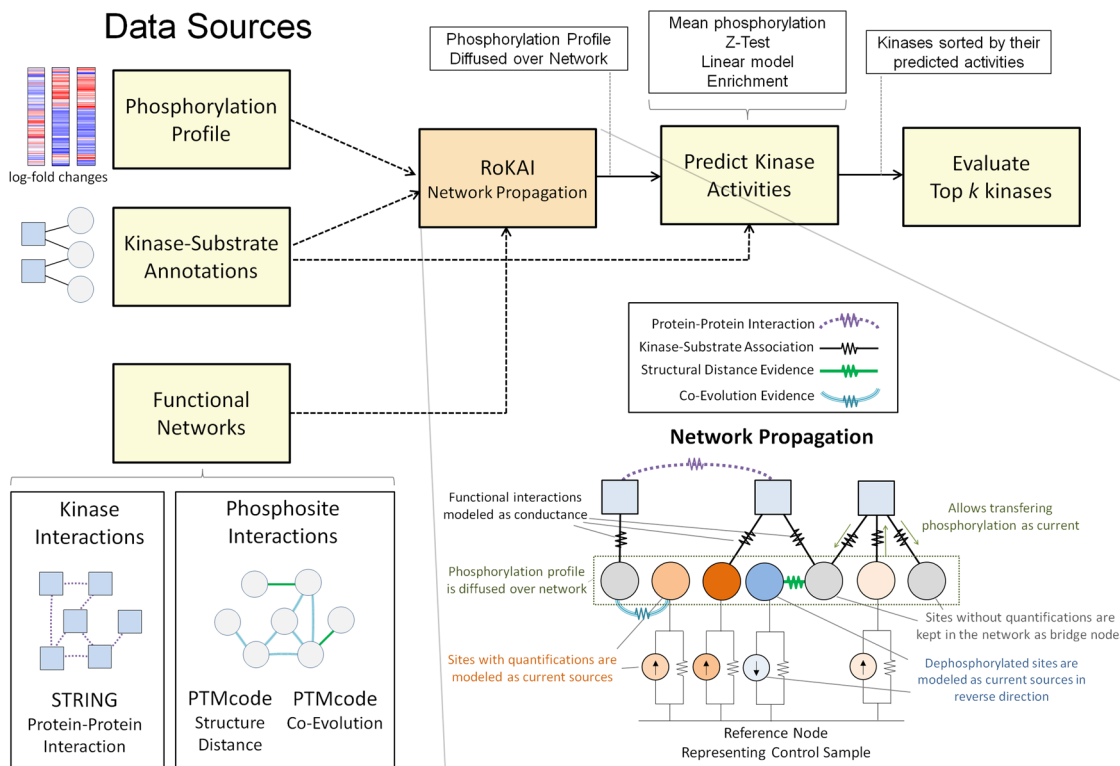 Data Sources
Phosphorylation
Profile
log-fold changes
Kinase-Substrate
Annotations
Functional
Networks
RoKAI
Network Propagation
Phosphorylation Profile
Diffused over Network
Mean phosphorylation
Z-Test
Linear model
Enrichment
Predict Kinase
Activities
Kinases sorted by their
predicted activities
Evaluate
Top k kinases
Kinase
Interactions
STRING
Protein-Protein
Interaction
Phosphosite
Interactions
PTMcode
Structure
Distance
PTMcode
Co-Evolution
Protein-Protein Interaction
Kinase-Substrate Association
Structural Distance Evidence
Co-Evolution Evidence
Network Propagation
Functional interactions
modeled as conductance
Allows transfering
phosphorylation as current
Phosphorylation profile
is diffused over network
Sites without quantifications are
kept in the network as bridge node
Sites with quantifications are
modeled as current sources
Dephosphorylated sites are
modeled as current sources in
reverse direction
Reference Node
Representing Control Sample